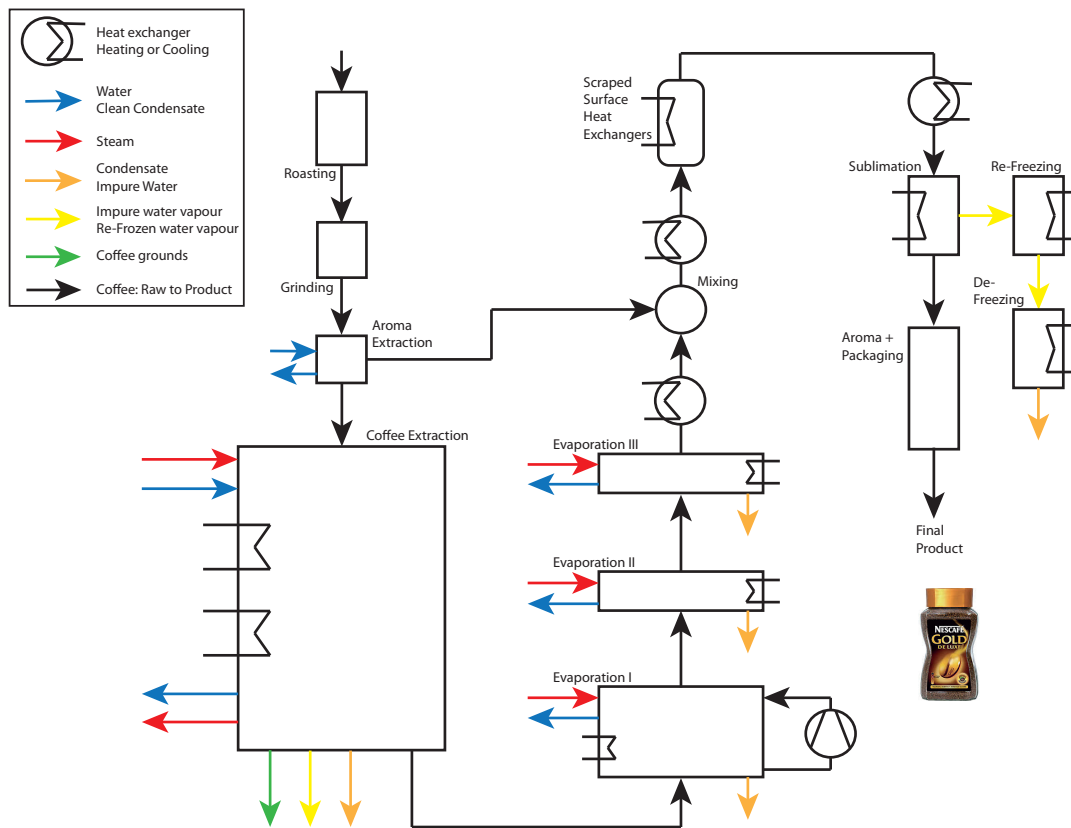 Heat exchanger
Heating or Cooling
Water
Clean Condensate
Steam
Condensate
Impure Water
Impure water vapour
Re-Frozen water vapour
Coffee grounds
Coffee: Raw to Product
Roasting
Grinding
Aroma
Extraction
Coffee Extraction
Evaporation III
Evaporation II
Evaporation I
Mixing
Scraped
Surface
Heat
Exchangers
Sublimation
Re-Freezing
De-
Freezing
Aroma +
Packaging
Final
Product
NESCAFÉ
GOLD
DE LUXE